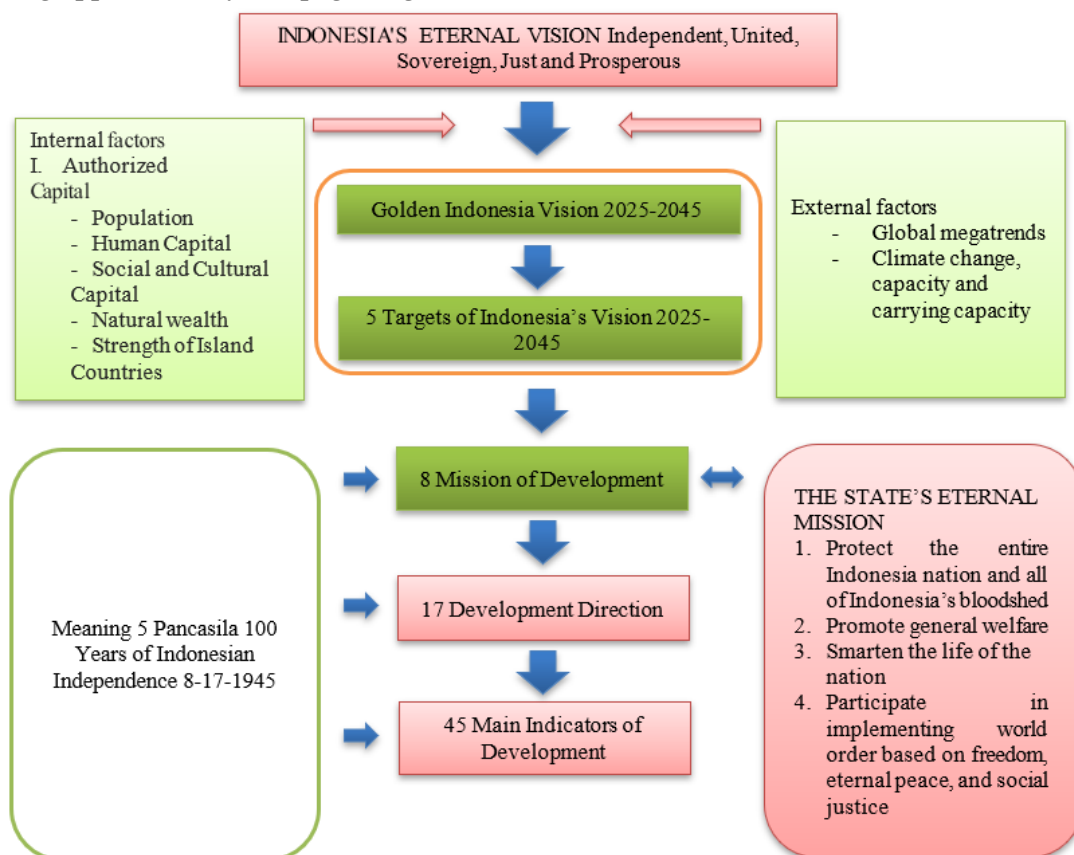 INDONESIA'S ETERNAL VISION Independent, United,
Sovereign, Just and Prosperous
Internal factors
I. Authorized
Capital
- Population
- Human Capital
- Social and Cultural
Capital
- Natural wealth
- Strength of Island
Countries
Golden Indonesia Vision 2025-2045
5 Targets of Indonesia's Vision 2025-
2045
External factors
- Global megatrends
- Climate change,
capacity and
carrying capacity
8 Mission of Development
17 Development Direction
45 Main Indicators of
Development
Meaning 5 Pancasila 100
Years of Indonesian
Independence 8-17-1945
THE STATE'S ETERNAL
MISSION
1. Protect the entire
Indonesia nation and all
of Indonesia's bloodshed
2. Promote general welfare
3. Smarten the life of the
nation
4. Participate in
implementing world
order based on freedom,
eternal peace, and social
justice